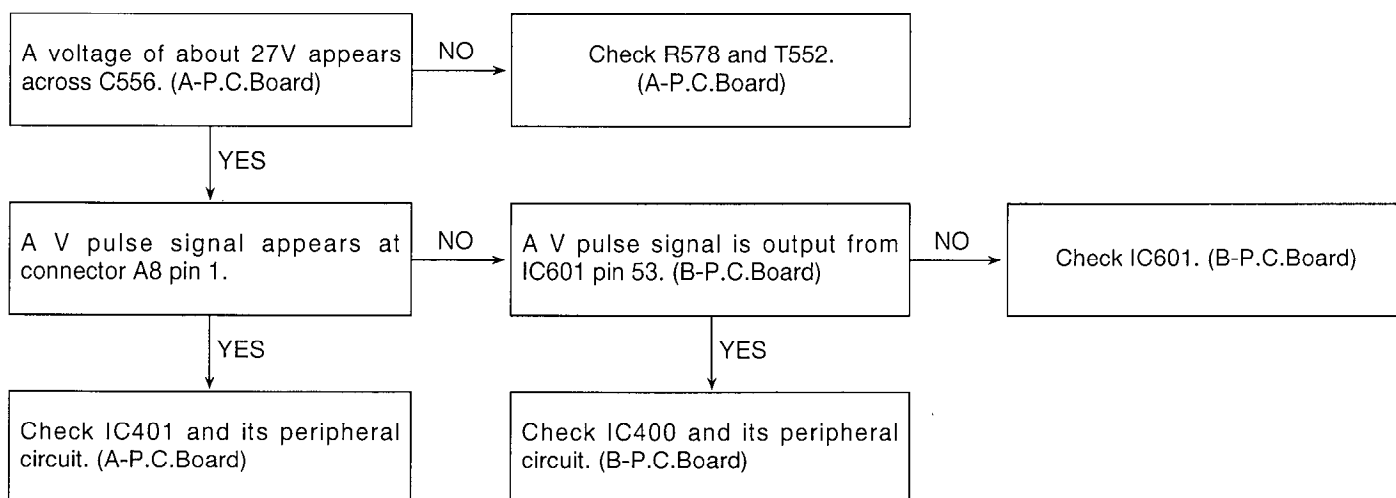 A voltage of about 27V appears
across C556. (A-P.C.Board)
NO
Check R578 and T552.
(A-P.C.Board)
YES
A V pulse signal appears at
connector A8 pin 1.
NO
A V pulse signal is output from
IC601 pin 53. (B-P.C.Board)
NO
Check IC601. (B-P.C.Board)
YES
YES
Check IC401 and its peripheral
circuit. (A-P.C.Board)
Check IC400 and its peripheral
circuit. (B-P.C.Board)